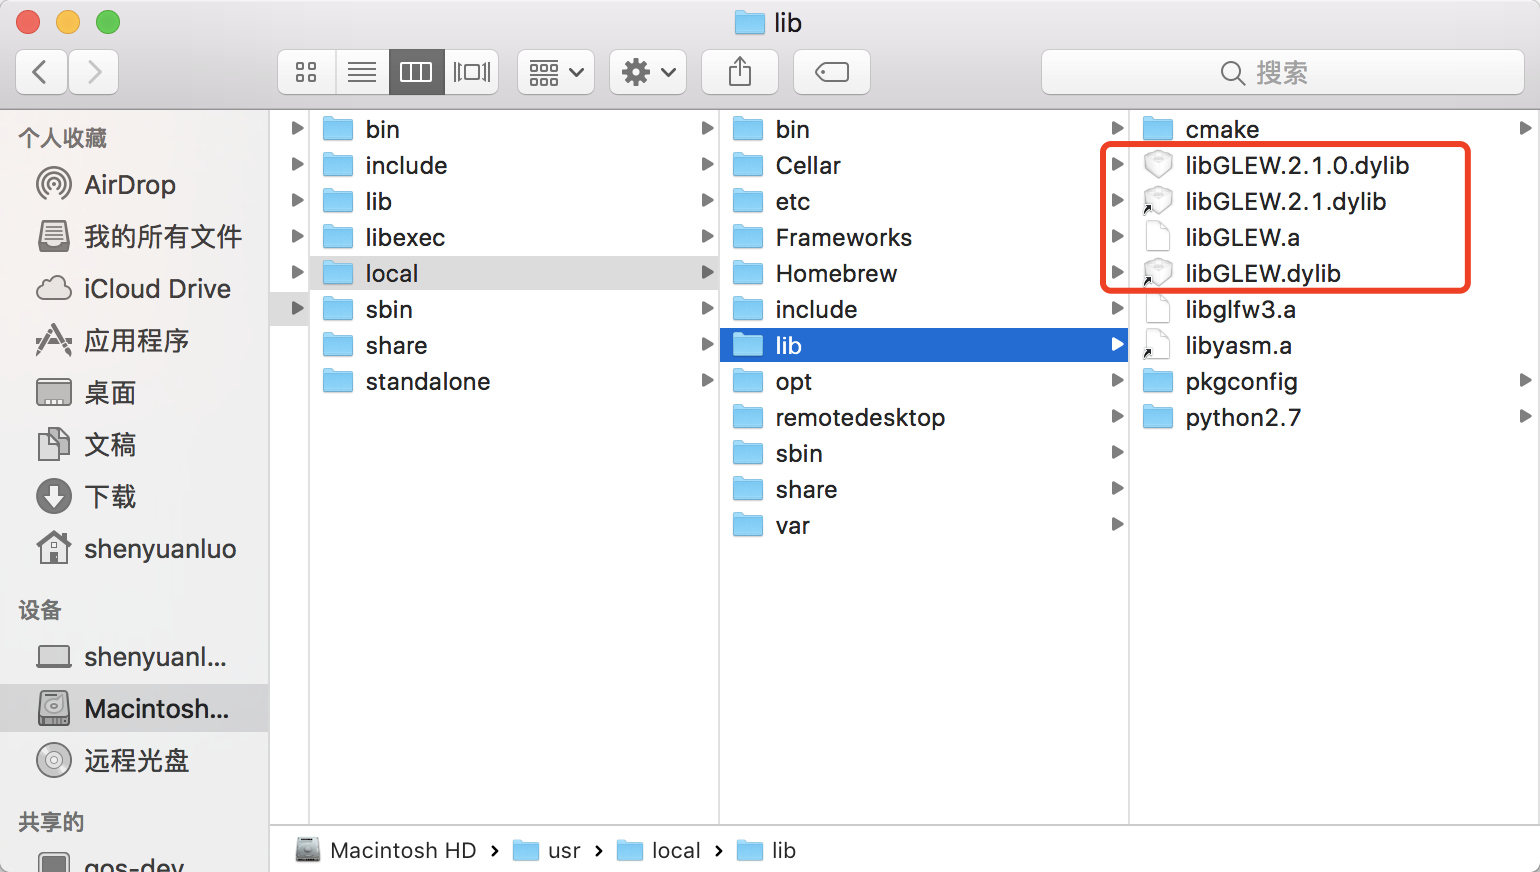 lib
搜索
个人收藏
AirDrop
我的所有文件
iCloud Drive
应用程序
桌面
文稿
下载
shenyuanluo
设备
shenyuanl...
Macintosh...
远程光盘
共享的
qos-dev
bin
include
lib
libexec
local
sbin
share
standalone
bin
Cellar
etc
Frameworks
Homebrew
include
lib
opt
remotedesktop
sbin
share
var
cmake
libGLEW.2.1.0.dylib
libGLEW.2.1.dylib
libGLEW.a
libGLEW.dylib
libglfw3.a
libyasm.a
pkgconfig
python2.7
Macintosh HD › usr › local › lib